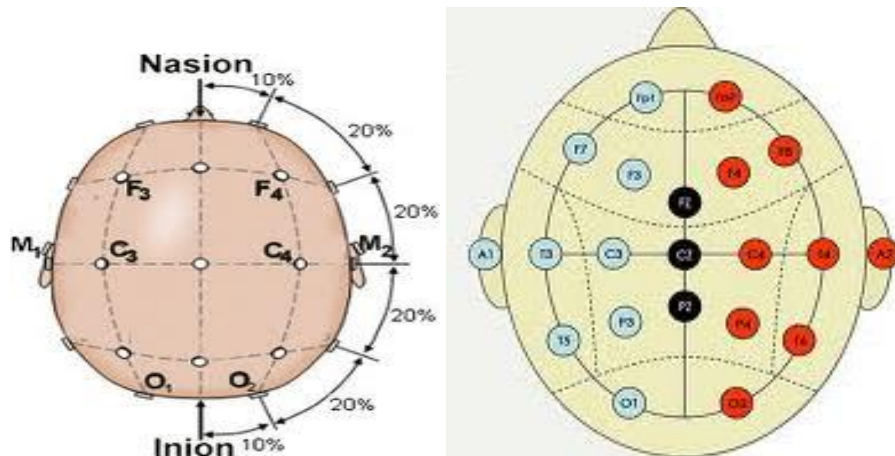 Nasion
10%
20%
F3 F4
20%
M1 C3 C4 M2
20%
O1 O2
20%
Inion 10%
Fp1 Fp2
F7 F8
F3 F4
FZ
A1 T3 C3 CZ C4 T4 A2
PZ
P3 P4
T5 T6
O1 O2